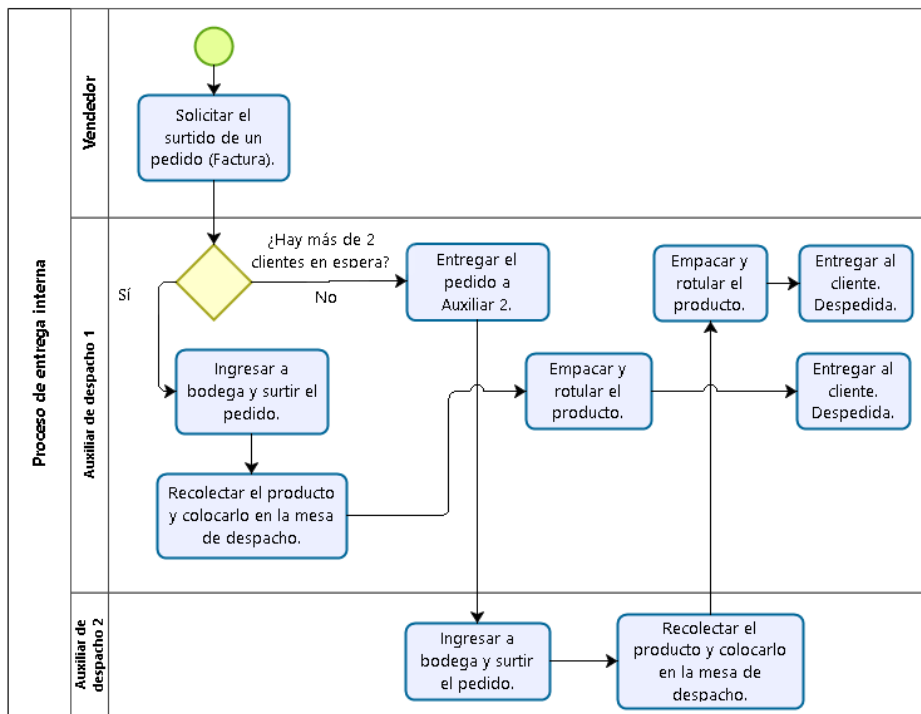 Proceso de entrega interna
Vendedor
Solicitar el
surtido de un
pedido (Factura).
Auxiliar de despacho 1
¿Hay más de 2
clientes en espera?
Sí
No
Entregar el
pedido a
Auxiliar 2.
Empacar y
rotular el
producto.
Entregar al
cliente.
Despedida.
Ingresar a
bodega y surtir el
pedido.
Empacar y
rotular el
producto.
Entregar al
cliente.
Despedida.
Recolectar el producto
y colocarlo en la mesa
de despacho.
Auxiliar de
despacho 2
Ingresar a
bodega y surtir
el pedido.
Recolectar el
producto y colocarlo
en la mesa de
despacho.